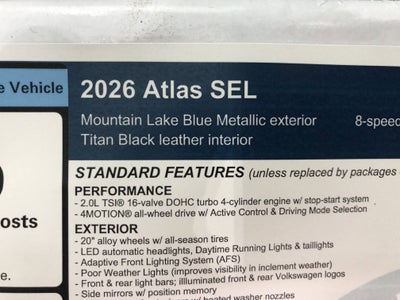 e Vehicle
2026 Atlas SEL
Mountain Lake Blue Metallic exterior
8-speed
Titan Black leather interior
STANDARD FEATURES (unless replaced by packages
PERFORMANCE
- 2.0L TSI® 16-valve DOHC turbo 4-cylinder engine w/ stop-start system
- 4MOTION® all-wheel drive w/ Active Control & Driving Mode Selection
osts
EXTERIOR
- 20" alloy wheels w/ all-season tires
- LED automatic headlights, Daytime Running Lights & taillights
- Adaptive Front Lighting System (AFS)
- Poor Weather Lights (improves visibility in inclement weather)
e.
- Front & rear light bars; illuminated front & rear Volkswagen logos
- Side mirrors w/ position memory
w/ heated washer nozzles